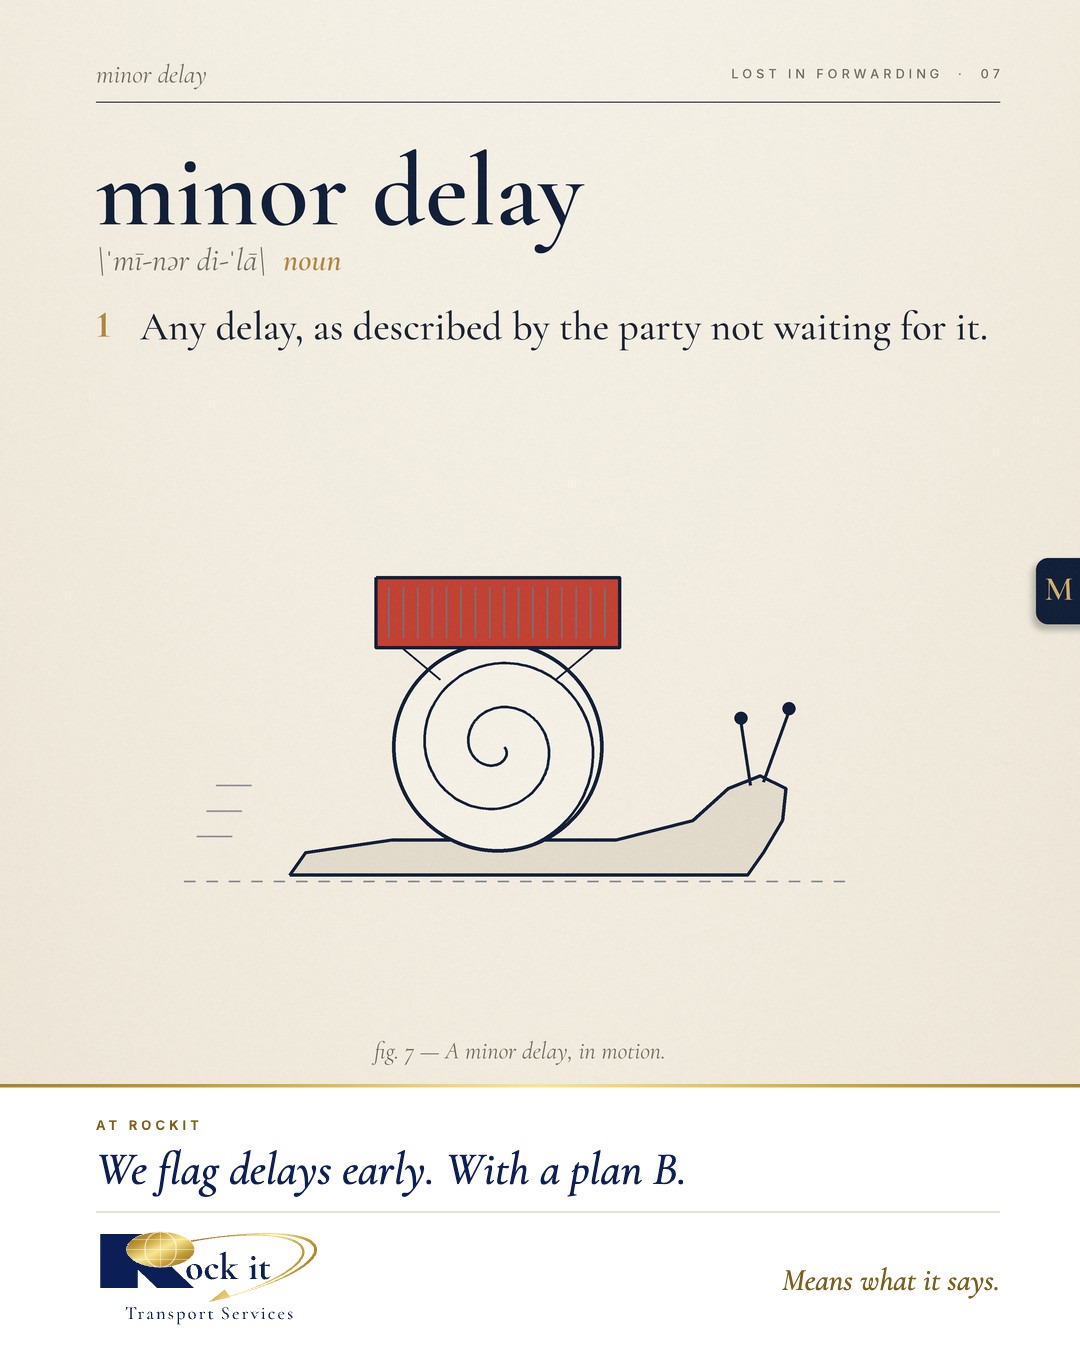 minor delay
LOST IN FORWARDING · 07
minor delay
\ˈmī-nər di-ˈlā\ noun
1 Any delay, as described by the party not waiting for it.
M
fig. 7 — A minor delay, in motion.
AT ROCKIT
We flag delays early. With a plan B.
Rock it
Transport Services
Means what it says.